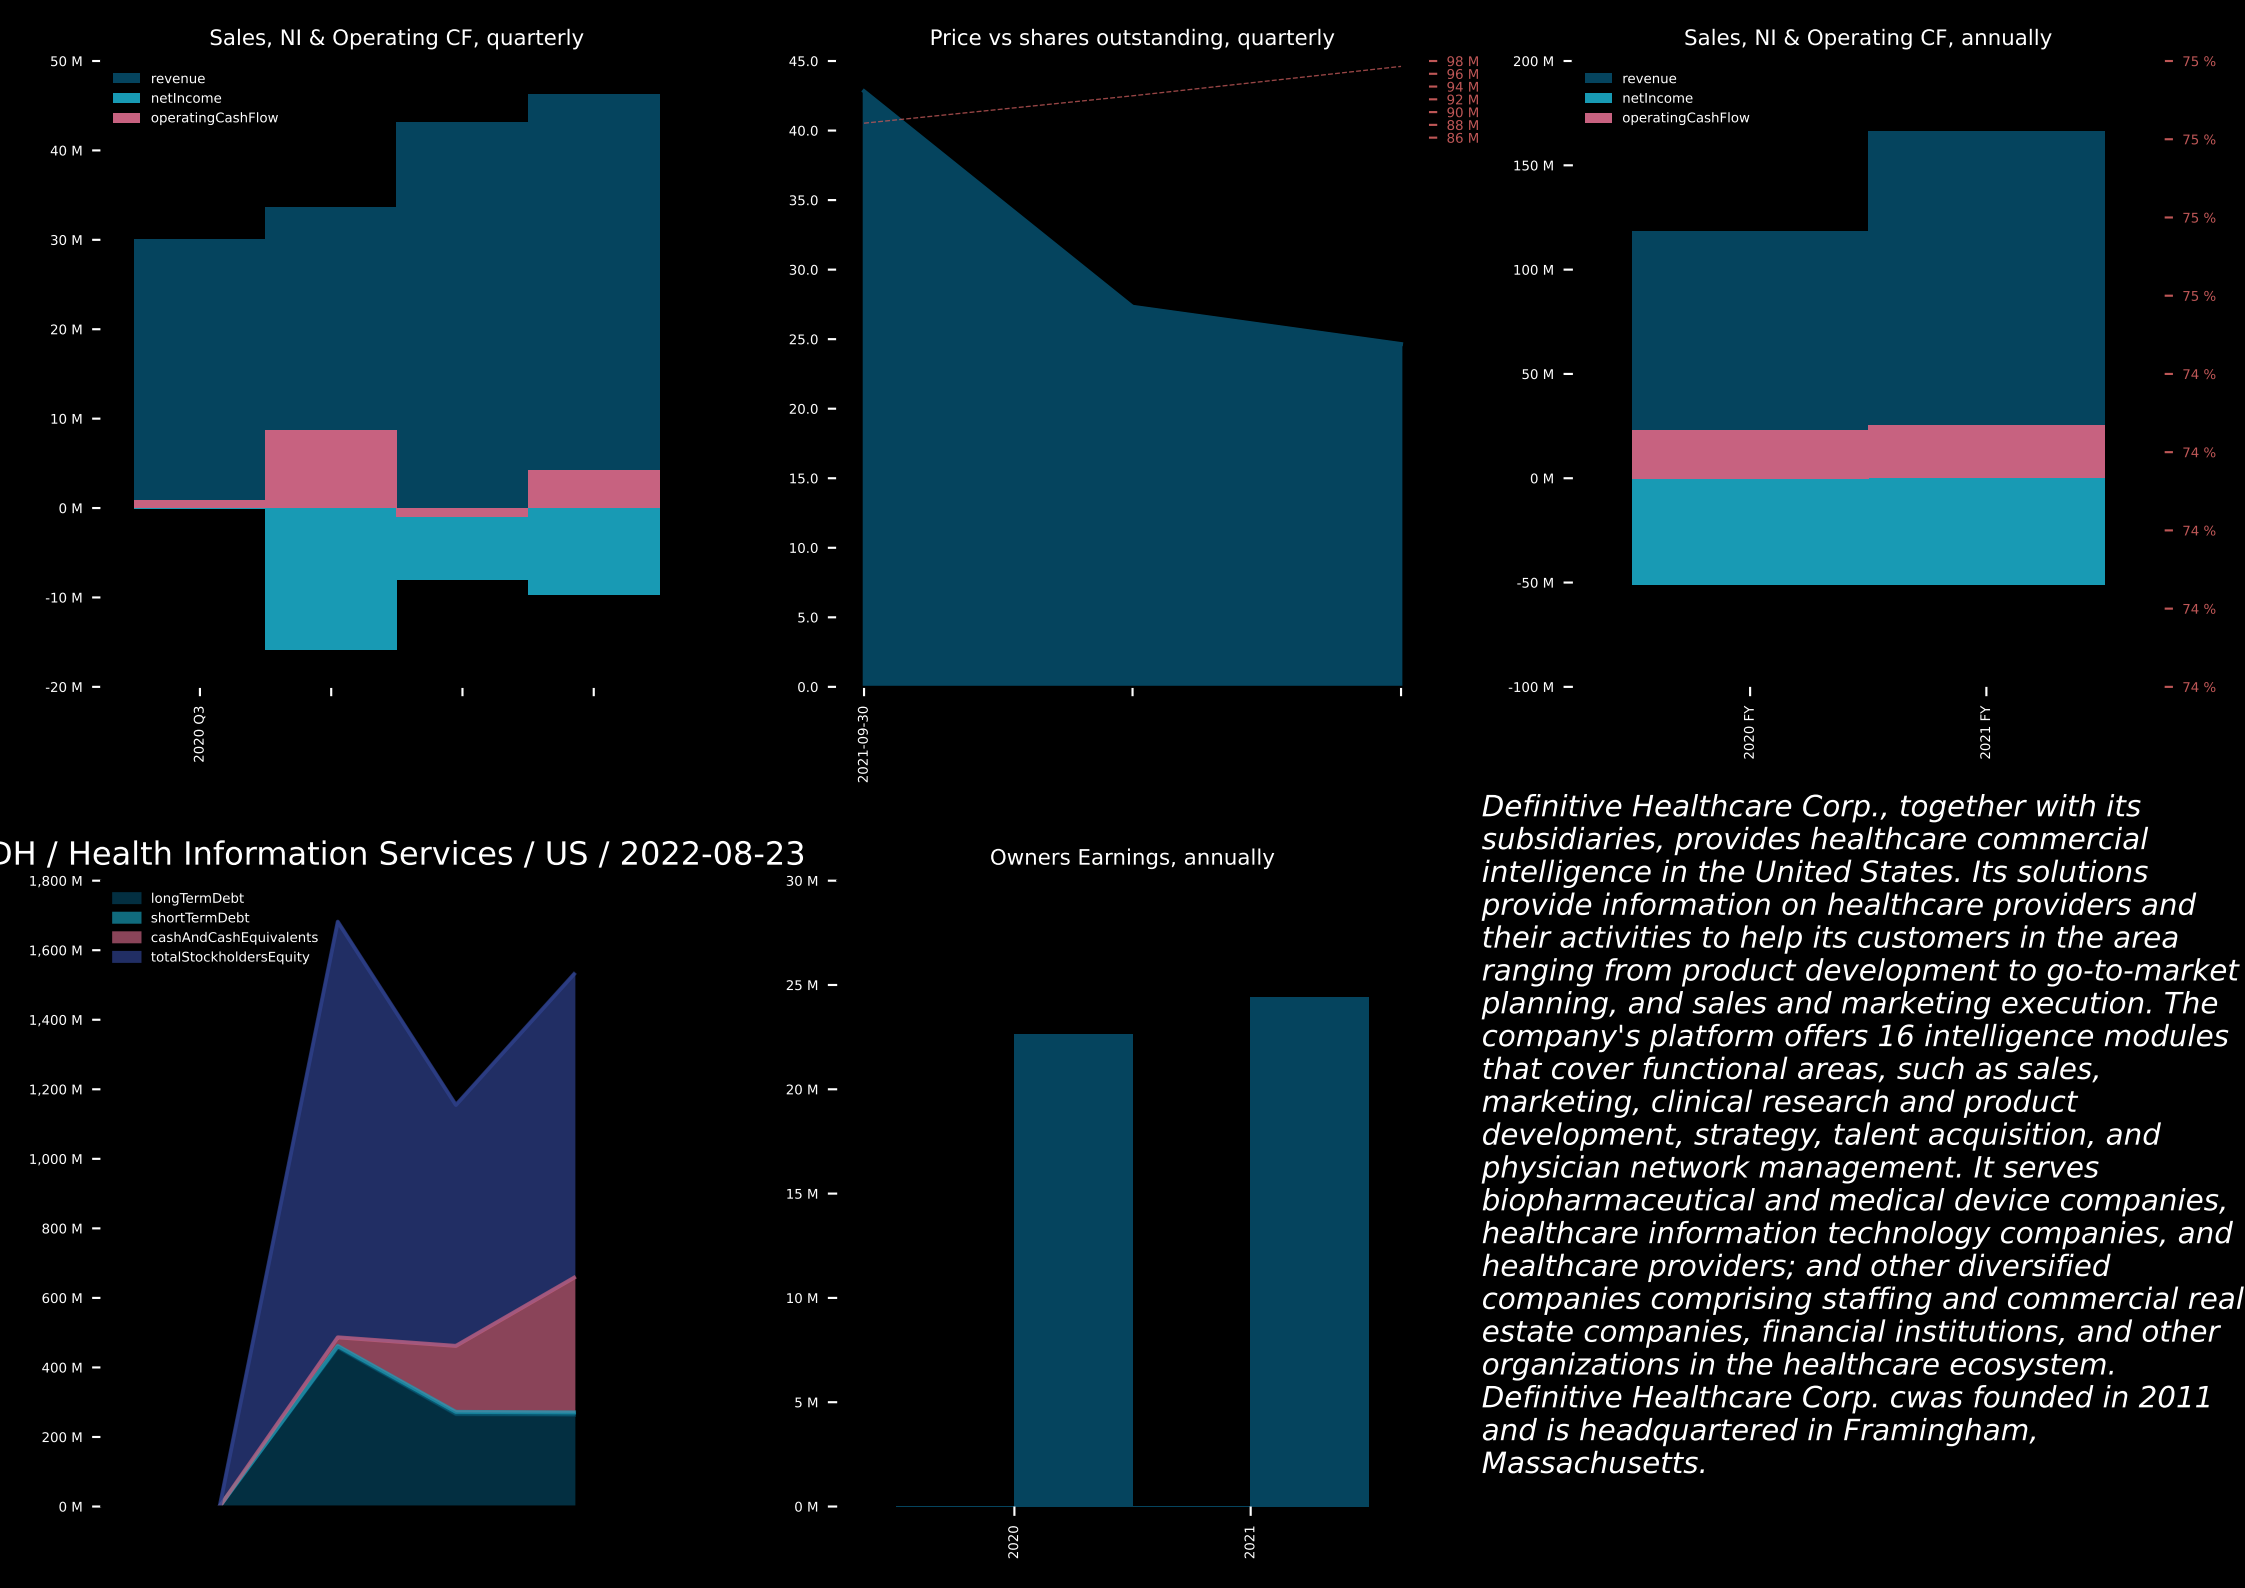 Sales, NI & Operating CF, quarterly
50 M
40 M
30 M
20 M
10 M
0 M
-10 M
-20 M
revenue
netIncome
operatingCashFlow
2020 Q3
Price vs shares outstanding, quarterly
45.0
40.0
35.0
30.0
25.0
20.0
15.0
10.0
5.0
0.0
98 M
96 M
94 M
92 M
90 M
88 M
86 M
2021-09-30
Sales, NI & Operating CF, annually
200 M
150 M
100 M
50 M
0 M
-50 M
-100 M
revenue
netIncome
operatingCashFlow
75 %
75 %
75 %
75 %
74 %
74 %
74 %
74 %
74 %
2020 FY
2021 FY
DH / Health Information Services / US / 2022-08-23
1,800 M
1,600 M
1,400 M
1,200 M
1,000 M
800 M
600 M
400 M
200 M
0 M
longTermDebt
shortTermDebt
cashAndCashEquivalents
totalStockholdersEquity
Owners Earnings, annually
30 M
25 M
20 M
15 M
10 M
5 M
0 M
2020
2021
Definitive Healthcare Corp., together with its
subsidiaries, provides healthcare commercial
intelligence in the United States. Its solutions
provide information on healthcare providers and
their activities to help its customers in the area
ranging from product development to go-to-market
planning, and sales and marketing execution. The
company's platform offers 16 intelligence modules
that cover functional areas, such as sales,
marketing, clinical research and product
development, strategy, talent acquisition, and
physician network management. It serves
biopharmaceutical and medical device companies,
healthcare information technology companies, and
healthcare providers; and other diversified
companies comprising staffing and commercial real
estate companies, financial institutions, and other
organizations in the healthcare ecosystem.
Definitive Healthcare Corp. cwas founded in 2011
and is headquartered in Framingham,
Massachusetts.